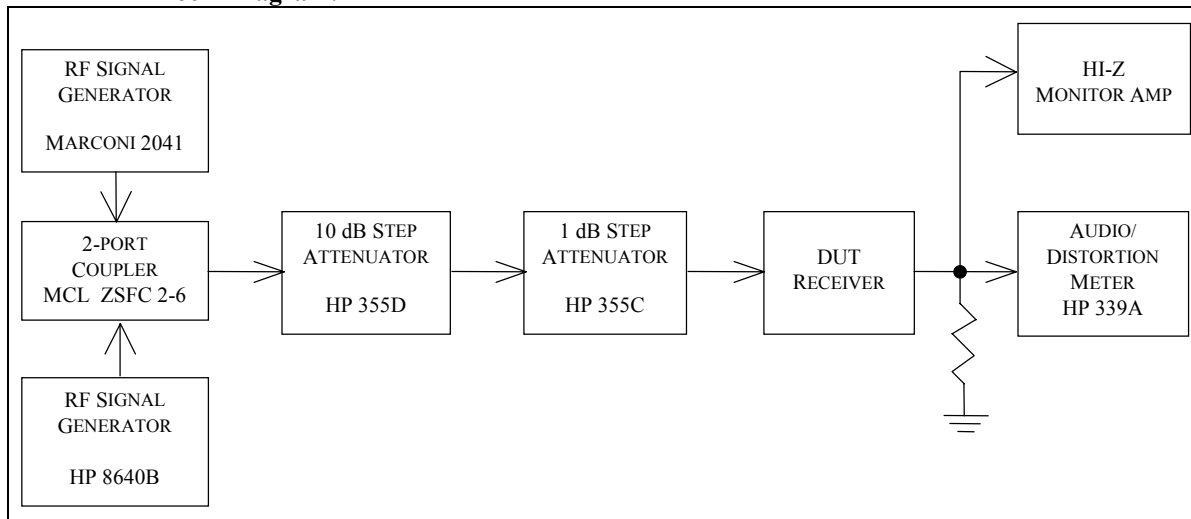 RF SIGNAL
GENERATOR
MARCONI 2041
2-PORT
COUPLER
MCL ZSFC 2-6
RF SIGNAL
GENERATOR
HP 8640B
10 dB STEP
ATTENUATOR
HP 355D
1 dB STEP
ATTENUATOR
HP 355C
DUT
RECEIVER
HI-Z
MONITOR AMP
AUDIO/
DISTORTION
METER
HP 339A